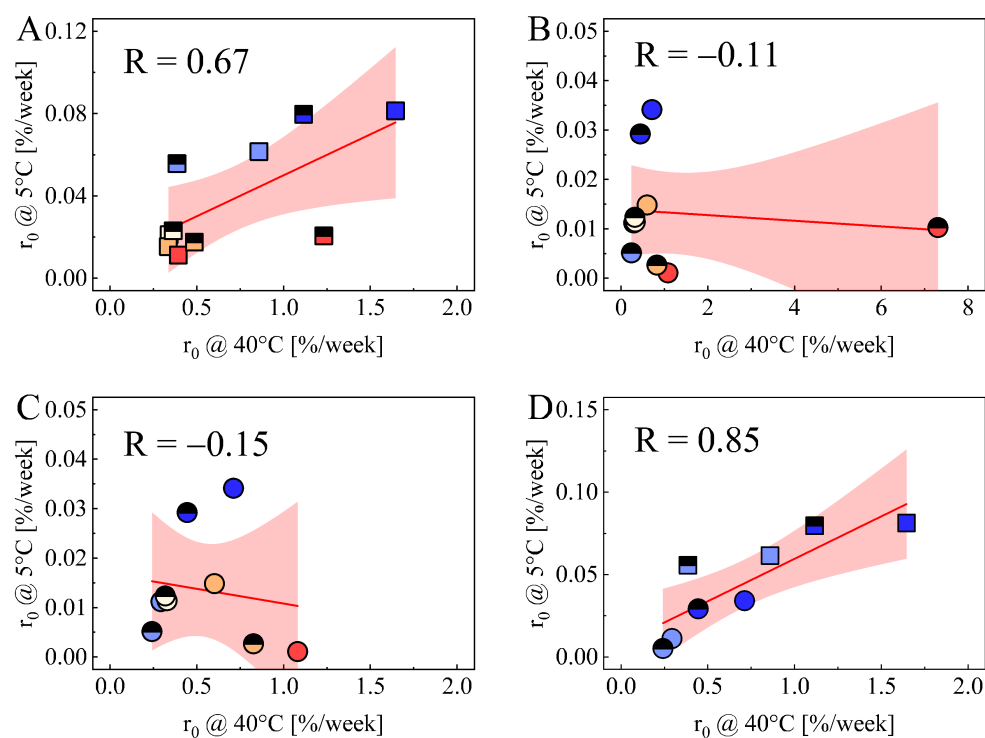 A
R = 0.67
0.12
0.08
0.04
0.00
r₀ @ 5°C [%/week]
0.0 0.5 1.0 1.5 2.0
r₀ @ 40°C [%/week]
B
R = –0.11
0.05
0.04
0.03
0.02
0.01
0.00
r₀ @ 5°C [%/week]
0 2 4 6 8
r₀ @ 40°C [%/week]
C
R = –0.15
0.05
0.04
0.03
0.02
0.01
0.00
r₀ @ 5°C [%/week]
0.0 0.5 1.0 1.5 2.0
r₀ @ 40°C [%/week]
D
R = 0.85
0.15
0.10
0.05
0.00
r₀ @ 5°C [%/week]
0.0 0.5 1.0 1.5 2.0
r₀ @ 40°C [%/week]